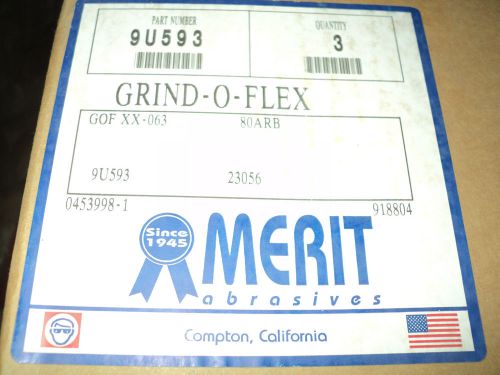 PART NUMBER
9U593
QUANTITY
3
GRIND-O-FLEX
GOF XX-063 80ARB
9U593 23056
0453998-1 918804
Since 1945
MERIT
abrasives
Compton, California